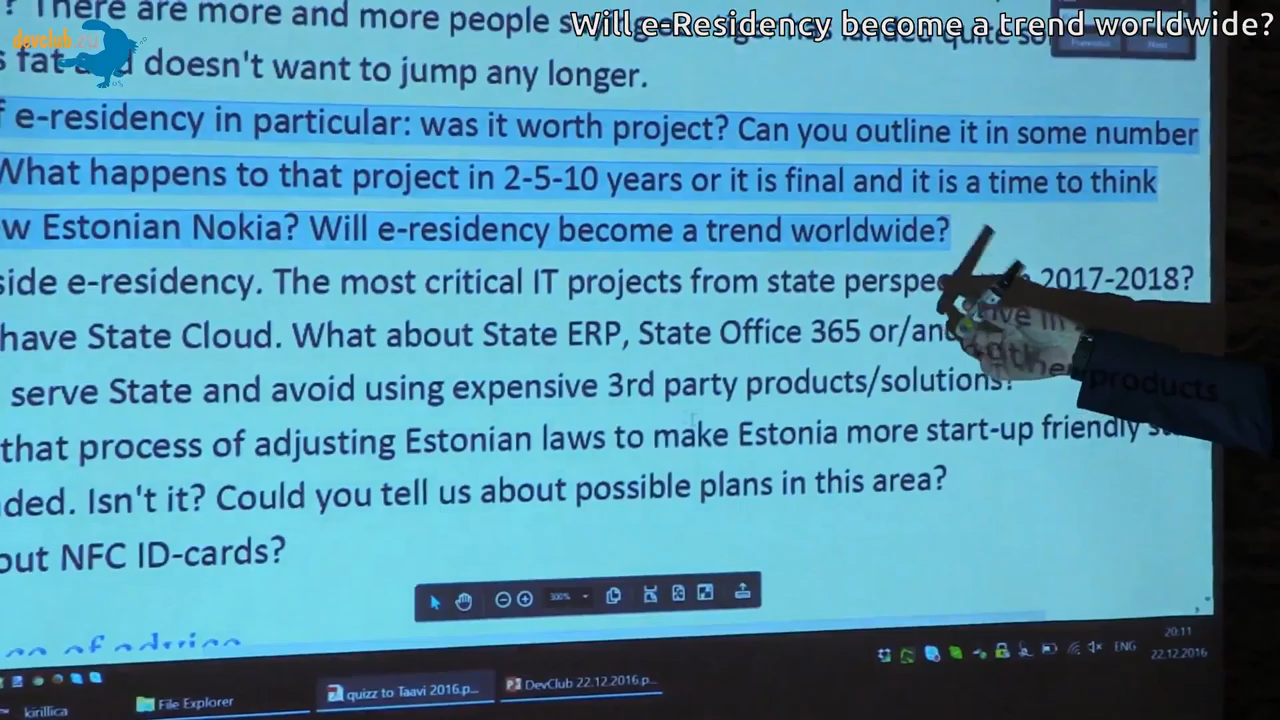 Will e-Residency become a trend worldwide?
devclub.eu
? There are more and more people
s fat and doesn't want to jump any longer.
f e-residency in particular: was it worth project? Can you outline it in some number
What happens to that project in 2-5-10 years or it is final and it is a time to think
w Estonian Nokia? Will e-residency become a trend worldwide?
side e-residency. The most critical IT projects from state 2017-2018?
have State Cloud. What about State ERP, State Office 365 or/and
serve State and avoid using expensive 3rd party products/solutions?
that process of adjusting Estonian laws to make Estonia more start-up friendly
ded. Isn't it? Could you tell us about possible plans in this area?
out NFC ID-cards?
products
300%
ENG
20:11
22.12.2016
kirillica
File Explorer
quizz to Taavi 2016.p...
DevClub 22.12.2016.p...